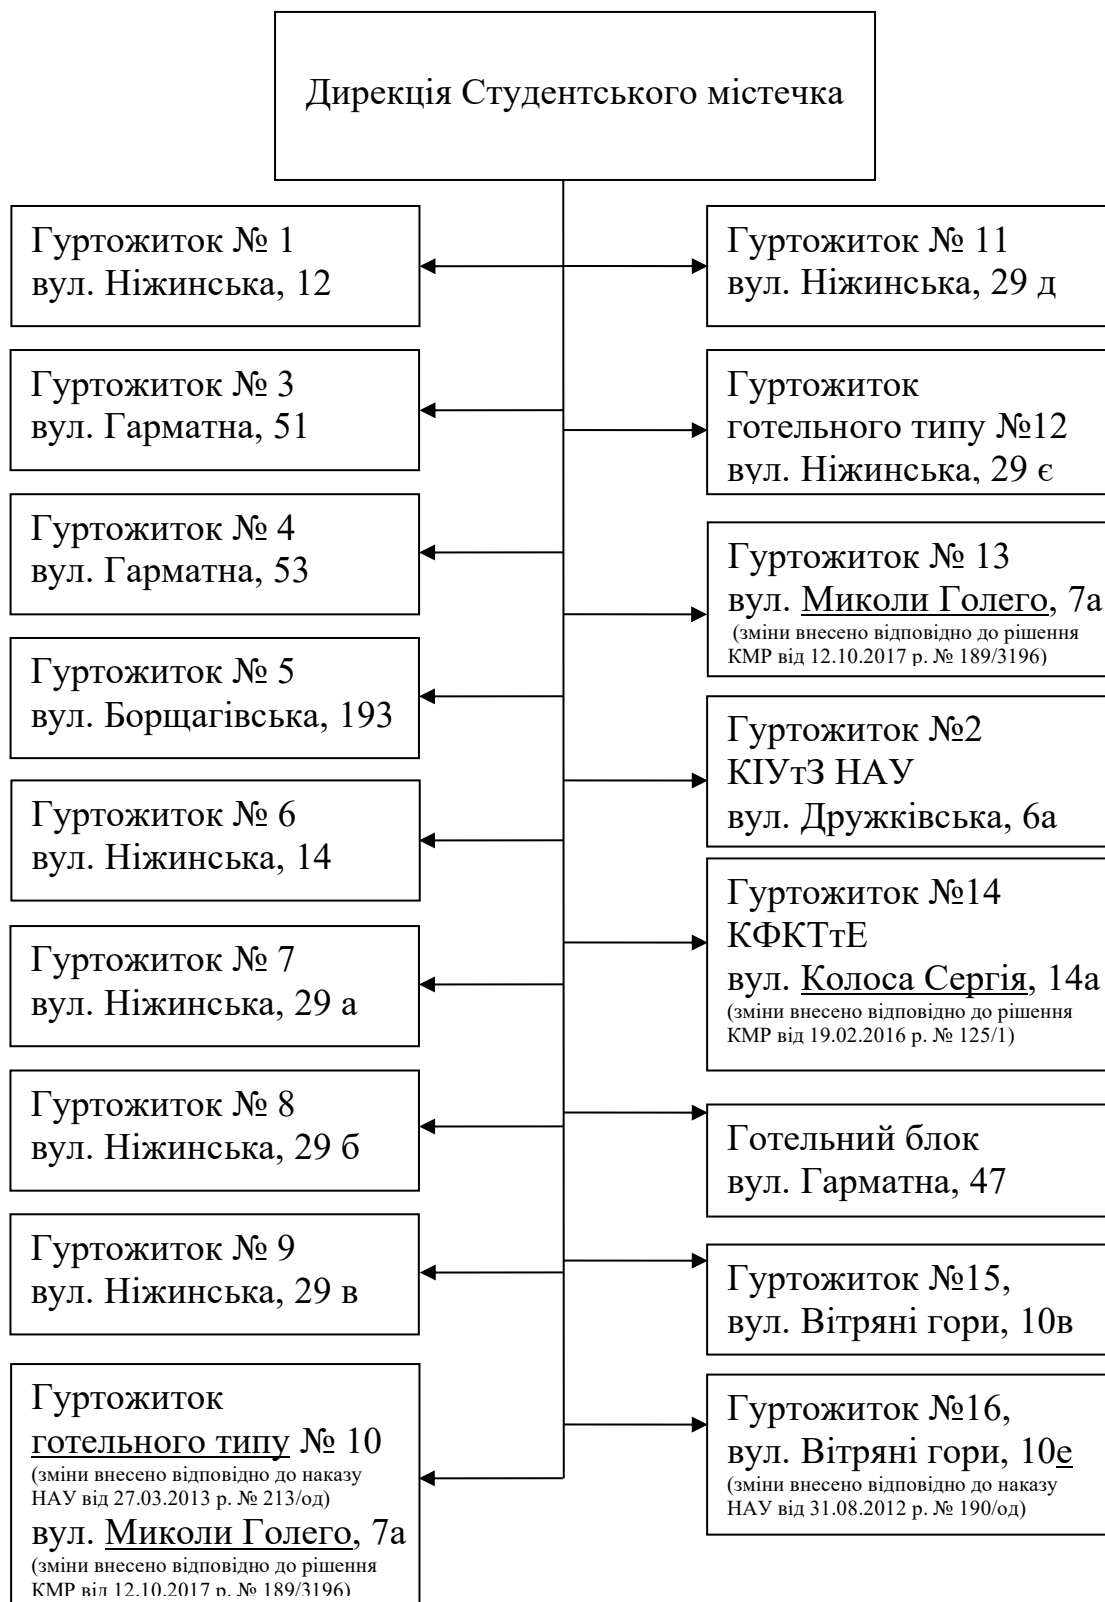 Дирекція Студентського містечка
Гуртожиток № 1
вул. Ніжинська, 12
Гуртожиток № 3
вул. Гарматна, 51
Гуртожиток № 4
вул. Гарматна, 53
Гуртожиток № 5
вул. Борщагівська, 193
Гуртожиток № 6
вул. Ніжинська, 14
Гуртожиток № 7
вул. Ніжинська, 29 а
Гуртожиток № 8
вул. Ніжинська, 29 б
Гуртожиток № 9
вул. Ніжинська, 29 в
Гуртожиток
готельного типу № 10
(зміни внесено відповідно до наказу
НАУ від 27.03.2013 р. № 213/од)
вул. Миколи Голего, 7а
(зміни внесено відповідно до рішення
КМР від 12.10.2017 р. № 189/3196)
Гуртожиток № 11
вул. Ніжинська, 29 д
Гуртожиток
готельного типу №12
вул. Ніжинська, 29 є
Гуртожиток № 13
вул. Миколи Голего, 7а
(зміни внесено відповідно до рішення
КМР від 12.10.2017 р. № 189/3196)
Гуртожиток №2
КІУтЗ НАУ
вул. Дружківська, 6а
Гуртожиток №14
КФКТтЕ
вул. Колоса Сергія, 14а
(зміни внесено відповідно до рішення
КМР від 19.02.2016 р. № 125/1)
Готельний блок
вул. Гарматна, 47
Гуртожиток №15,
вул. Вітряні гори, 10в
Гуртожиток №16,
вул. Вітряні гори, 10е
(зміни внесено відповідно до наказу
НАУ від 31.08.2012 р. № 190/од)